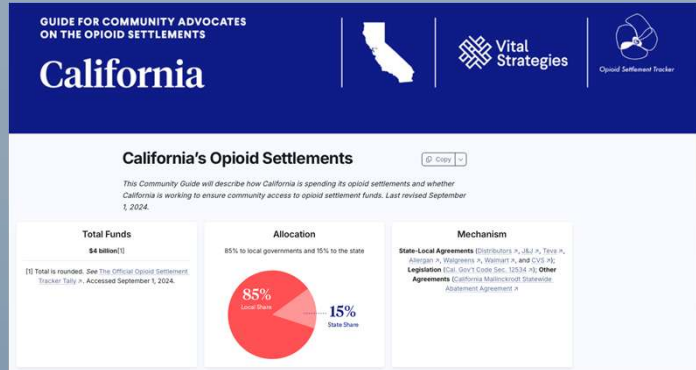 GUIDE FOR COMMUNITY ADVOCATES
ON THE OPIOID SETTLEMENTS
California
Vital
Strategies
Opioid Settlement Tracker
California's Opioid Settlements
Copy
This Community Guide will describe how California is spending its opioid settlements and whether
California is working to ensure community access to opioid settlement funds. Last revised September
1, 2024.
Total Funds
$4 billion[1]
[1] Total is rounded. See The Official Opioid Settlement
Tracker Tally ↗. Accessed September 1, 2024.
Allocation
85% to local governments and 15% to the state
85%
Local Share
15%
State Share
Mechanism
State-Local Agreements (Distributors ↗, J&J ↗, Teva ↗,
Allergan ↗, Walgreens ↗, Walmart ↗, and CVS ↗);
Legislation (Cal. Gov't Code Sec. 12534 ↗); Other
Agreements (California Mallinckrodt Statewide
Abatement Agreement ↗